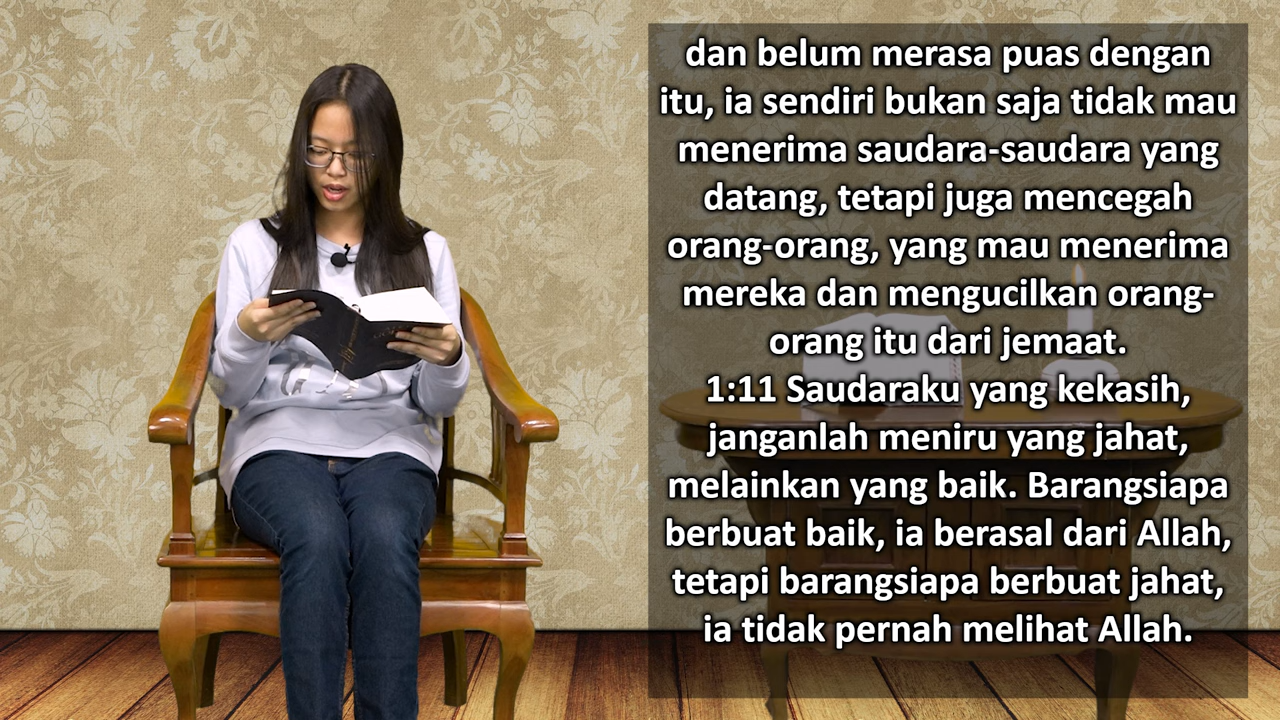 dan belum merasa puas dengan
itu, ia sendiri bukan saja tidak mau
menerima saudara-saudara yang
datang, tetapi juga mencegah
orang-orang, yang mau menerima
mereka dan mengucilkan orang-
orang itu dari jemaat.
1:11 Saudaraku yang kekasih,
janganlah meniru yang jahat,
melainkan yang baik. Barangsiapa
berbuat baik, ia berasal dari Allah,
tetapi barangsiapa berbuat jahat,
ia tidak pernah melihat Allah.